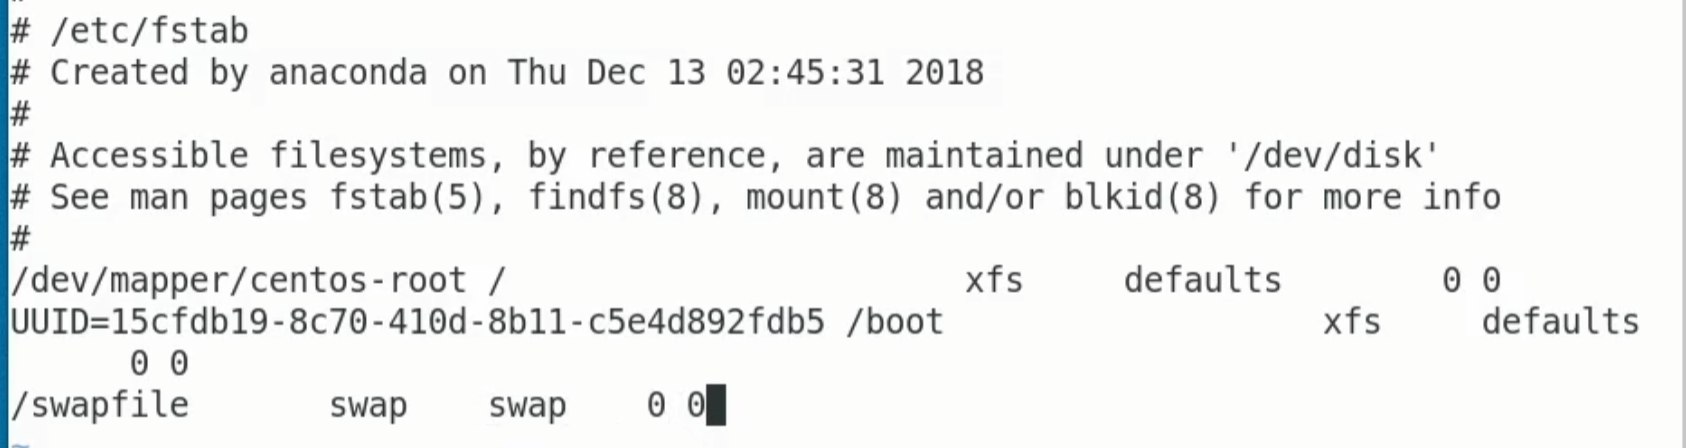 #
# /etc/fstab
# Created by anaconda on Thu Dec 13 02:45:31 2018
#
# Accessible filesystems, by reference, are maintained under '/dev/disk'
# See man pages fstab(5), findfs(8), mount(8) and/or blkid(8) for more info
#
/dev/mapper/centos-root /                       xfs     defaults        0 0
UUID=15cfdb19-8c70-410d-8b11-c5e4d892fdb5 /boot                   xfs     defaults
      0 0
/swapfile       swap    swap    0 0
~